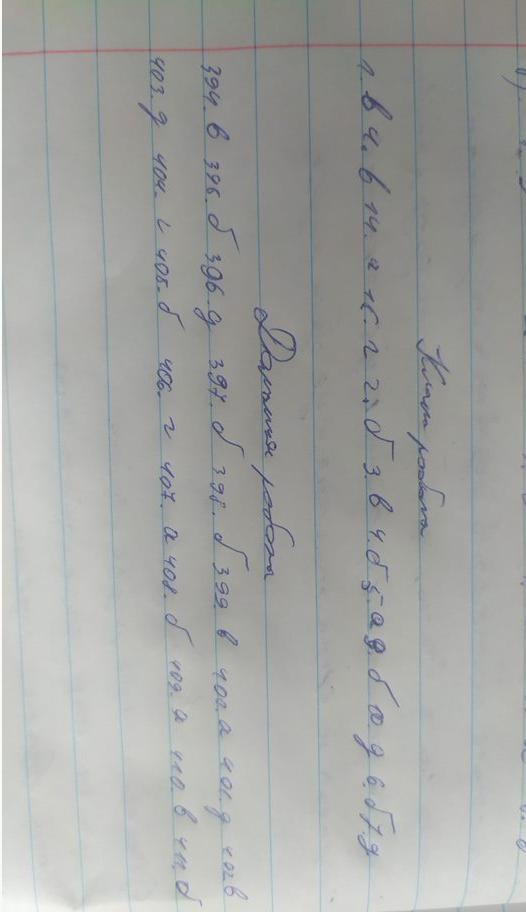 Класна робота
1. в 4. в 14. г 15. г 2. б 3. в 4. б 5. а 9. б 10 д 6. б 7. д
Домашня робота
394. в 395. б 396. д 397. б 398. б 399. в 400. а 401. д 402 в
403. д 404. г 405. б 406. г 407. а 408. б 409. а 410. в 411. б